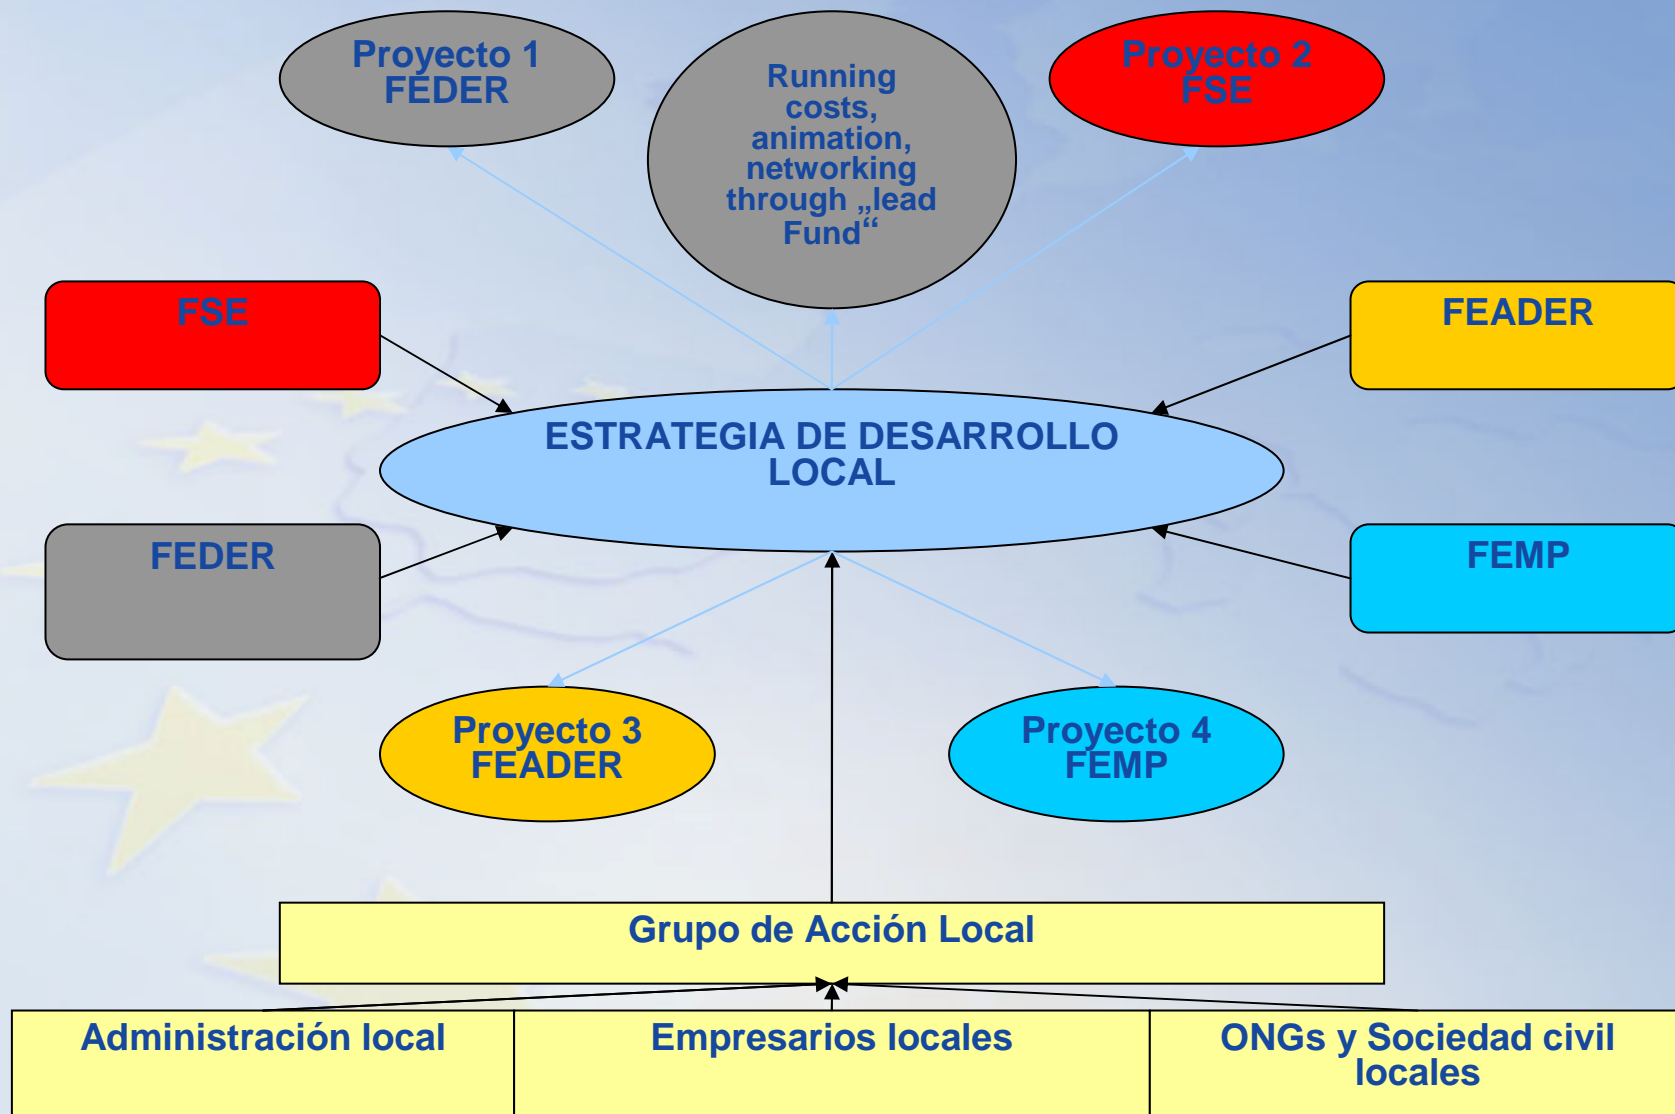 Proyecto 1
FEDER
Running
costs,
animation,
networking
through „lead
Fund“
Proyecto 2
FSE
FSE
FEADER
ESTRATEGIA DE DESARROLLO
LOCAL
FEDER
FEMP
Proyecto 3
FEADER
Proyecto 4
FEMP
Grupo de Acción Local
Administración local
Empresarios locales
ONGs y Sociedad civil
locales